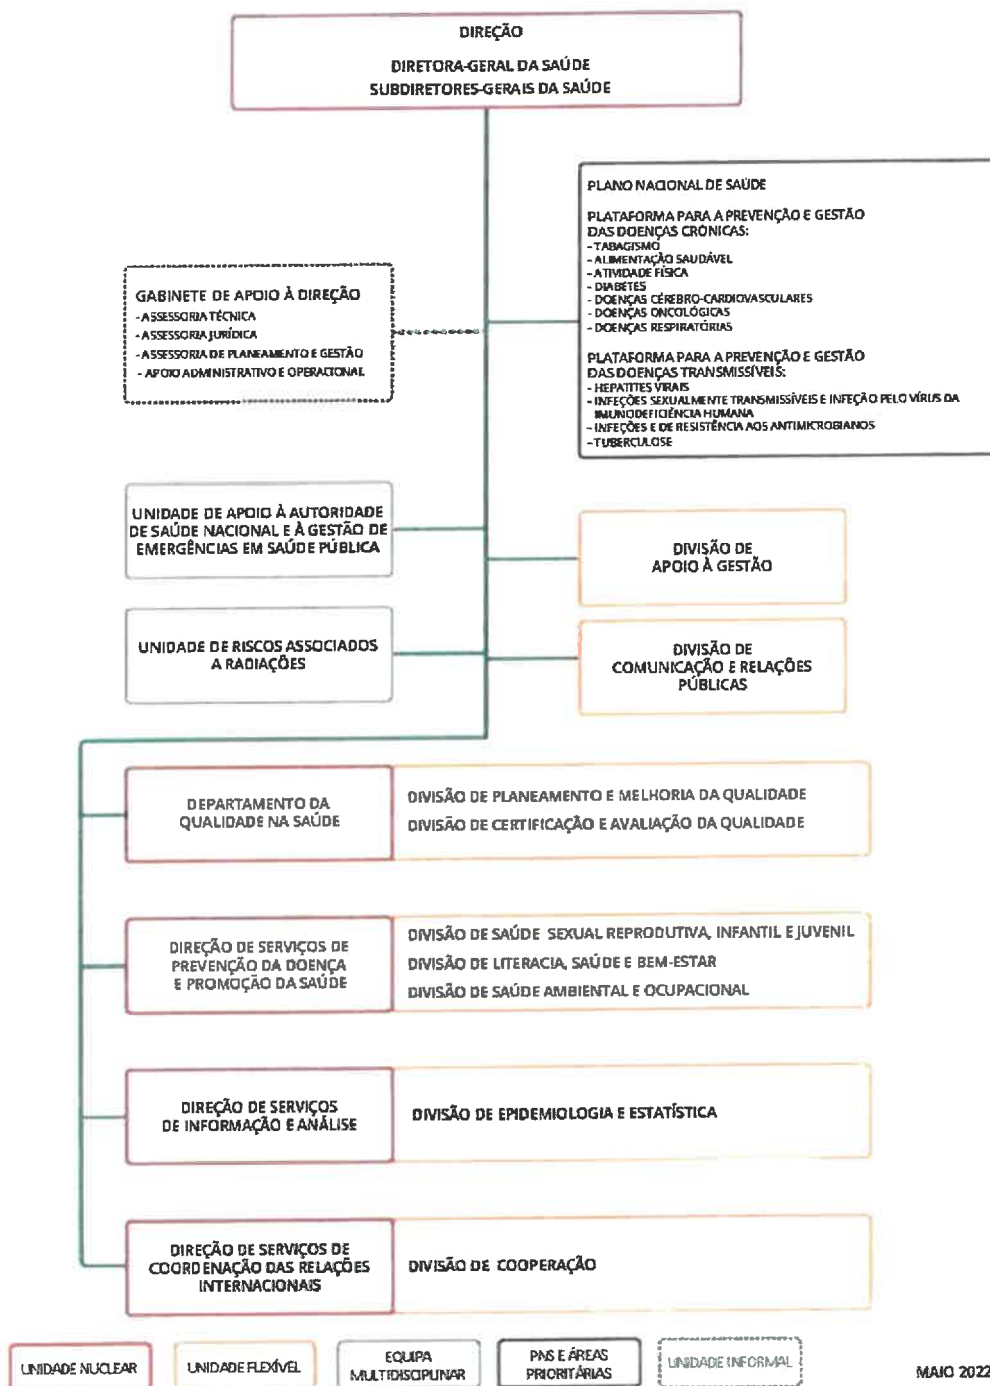 DIREÇÃO
DIRETORA-GERAL DA SAÚDE
SUBDIRETORES-GERAIS DA SAÚDE
PLANO NACIONAL DE SAÚDE
PLATAFORMA PARA A PREVENÇÃO E GESTÃO
DAS DOENÇAS CRÓNICAS:
- TABAGISMO
- ALIMENTAÇÃO SAUDÁVEL
- ATIVIDADE FÍSICA
- DIABETES
- DOENÇAS CÉREBRO-CARDIOVASCULARES
- DOENÇAS ONCOLÓGICAS
- DOENÇAS RESPIRATÓRIAS
PLATAFORMA PARA A PREVENÇÃO E GESTÃO
DAS DOENÇAS TRANSMISSÍVEIS:
- HEPATITES VIRAIS
- INFEÇÕES SEXUALMENTE TRANSMISSÍVEIS E INFEÇÃO PELO VÍRUS DA
IMUNODEFICIÊNCIA HUMANA
- INFEÇÕES E DE RESISTÊNCIA AOS ANTIMICROBIANOS
- TUBERCULOSE
GABINETE DE APOIO À DIREÇÃO
- ASSESSORIA TÉCNICA
- ASSESSORIA JURÍDICA
- ASSESSORIA DE PLANEAMENTO E GESTÃO
- APOIO ADMINISTRATIVO E OPERACIONAL
UNIDADE DE APOIO À AUTORIDADE
DE SAÚDE NACIONAL E À GESTÃO DE
EMERGÊNCIAS EM SAÚDE PÚBLICA
DIVISÃO DE
APOIO À GESTÃO
UNIDADE DE RISCOS ASSOCIADOS
A RADIAÇÕES
DIVISÃO DE
COMUNICAÇÃO E RELAÇÕES
PÚBLICAS
DEPARTAMENTO DA
QUALIDADE NA SAÚDE
DIVISÃO DE PLANEAMENTO E MELHORIA DA QUALIDADE
DIVISÃO DE CERTIFICAÇÃO E AVALIAÇÃO DA QUALIDADE
DIREÇÃO DE SERVIÇOS DE
PREVENÇÃO DA DOENÇA
E PROMOÇÃO DA SAÚDE
DIVISÃO DE SAÚDE SEXUAL REPRODUTIVA, INFANTIL E JUVENIL
DIVISÃO DE LITERACIA, SAÚDE E BEM-ESTAR
DIVISÃO DE SAÚDE AMBIENTAL E OCUPACIONAL
DIREÇÃO DE SERVIÇOS
DE INFORMAÇÃO E ANÁLISE
DIVISÃO DE EPIDEMIOLOGIA E ESTATÍSTICA
DIREÇÃO DE SERVIÇOS DE
COORDENAÇÃO DAS RELAÇÕES
INTERNACIONAIS
DIVISÃO DE COOPERAÇÃO
UNIDADE NUCLEAR
UNIDADE FLEXÍVEL
EQUIPA
MULTIDISCIPLINAR
PNS E ÁREAS
PRIORITÁRIAS
UNIDADE INFORMAL
MAIO 2022